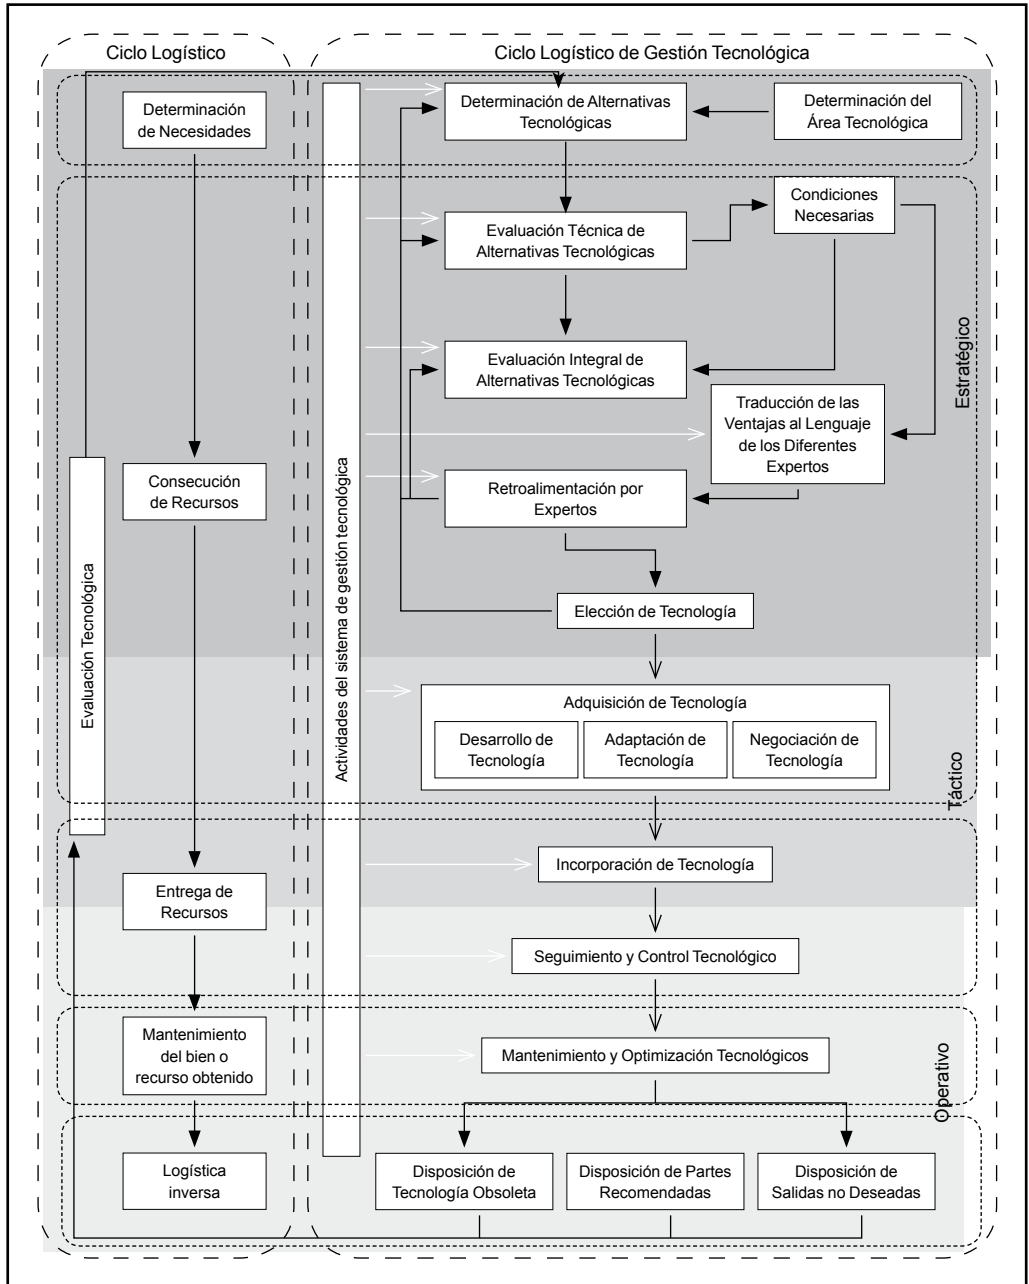 Ciclo Logístico
Ciclo Logístico de Gestión Tecnológica
Determinación
de Necesidades
Determinación de Alternativas
Tecnológicas
Determinación del
Área Tecnológica
Condiciones
Necesarias
Evaluación Técnica de
Alternativas Tecnológicas
Evaluación Integral de
Alternativas Tecnológicas
Estratégico
Traducción de las
Ventajas al Lenguaje
de los Diferentes
Expertos
Consecución
de Recursos
Retroalimentación por
Expertos
Evaluación Tecnológica
Actividades del sistema de gestión tecnológica
Elección de Tecnología
Adquisición de Tecnología
Desarrollo de
Tecnología
Adaptación de
Tecnología
Negociación de
Tecnología
Táctico
Incorporación de Tecnología
Entrega de
Recursos
Seguimiento y Control Tecnológico
Mantenimiento
del bien o
recurso obtenido
Mantenimiento y Optimización Tecnológicos
Operativo
Logística
inversa
Disposición de
Tecnología Obsoleta
Disposición de Partes
Recomendadas
Disposición de
Salidas no Deseadas